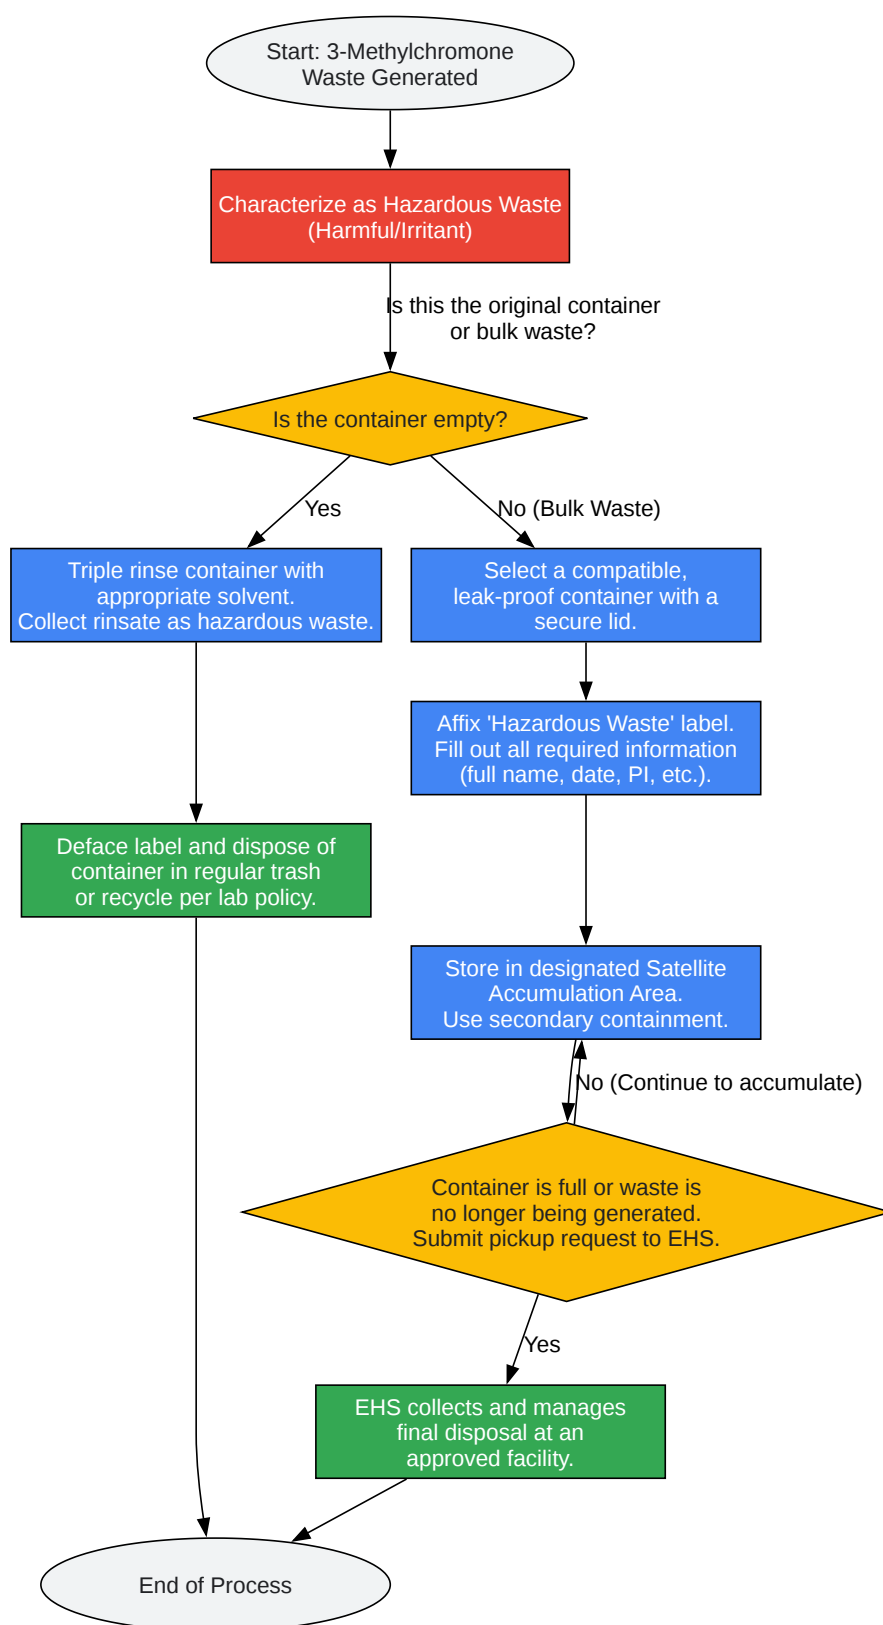 Start: 3-Methylchromone
Waste Generated
Characterize as Hazardous Waste
(Harmful/Irritant)
Is this the original container
or bulk waste?
Is the container empty?
Yes
No (Bulk Waste)
Triple rinse container with
appropriate solvent.
Collect rinsate as hazardous waste.
Select a compatible,
leak-proof container with a
secure lid.
Affix 'Hazardous Waste' label.
Fill out all required information
(full name, date, PI, etc.).
Deface label and dispose of
container in regular trash
or recycle per lab policy.
Store in designated Satellite
Accumulation Area.
Use secondary containment.
No (Continue to accumulate)
Container is full or waste is
no longer being generated.
Submit pickup request to EHS.
Yes
EHS collects and manages
final disposal at an
approved facility.
End of Process